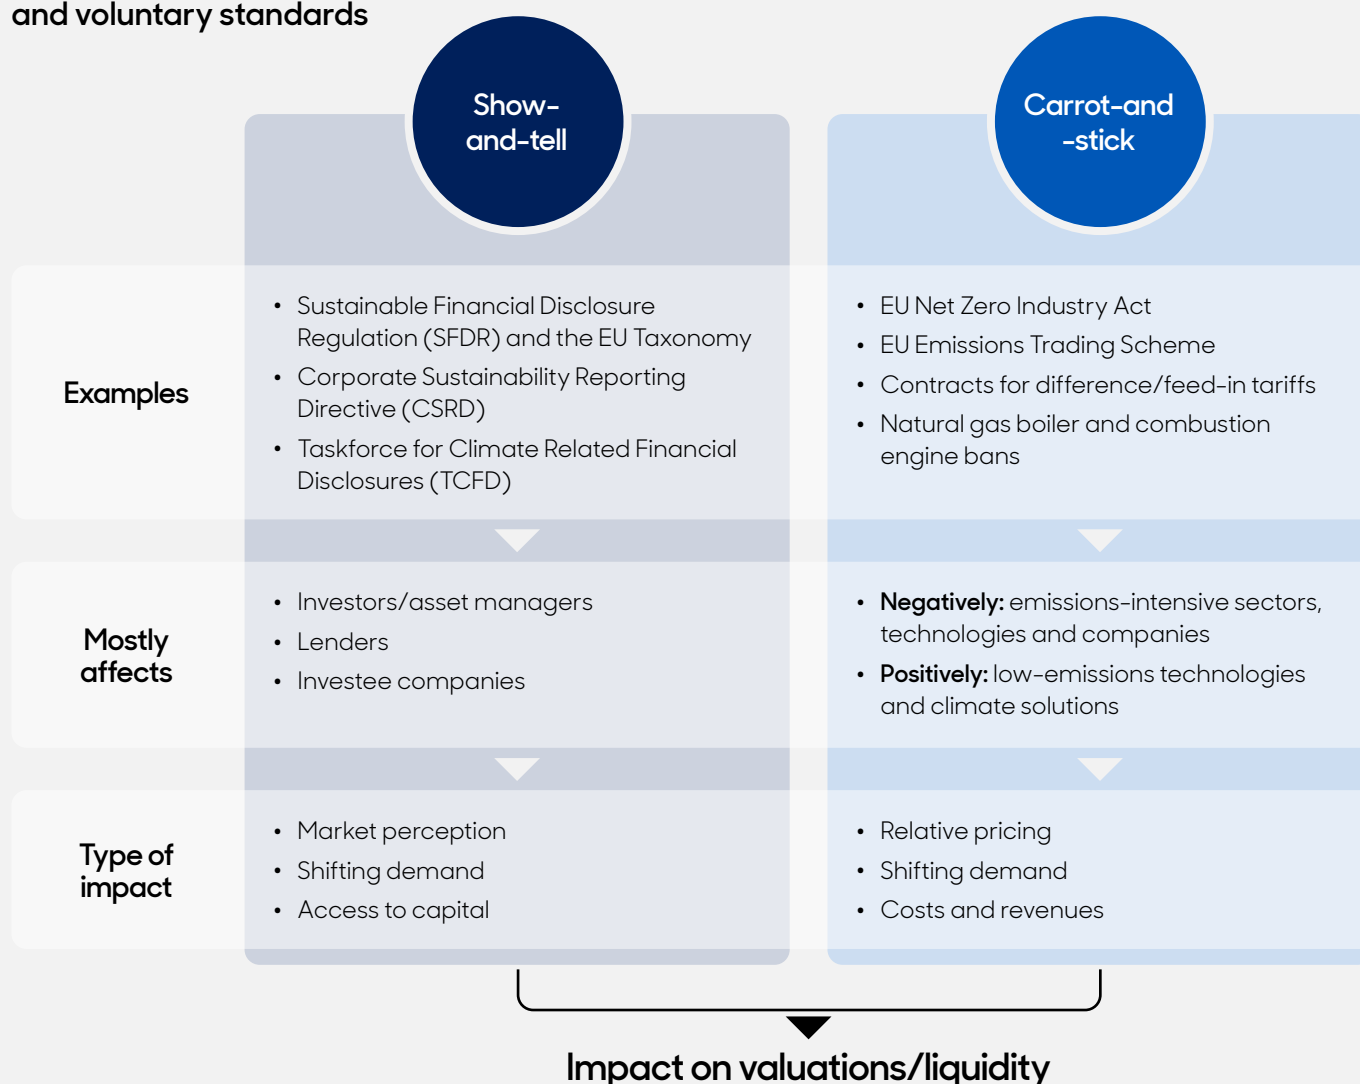 and voluntary standards
Show-
and-tell
Carrot-and
-stick
Examples
• Sustainable Financial Disclosure
Regulation (SFDR) and the EU Taxonomy
• Corporate Sustainability Reporting
Directive (CSRD)
• Taskforce for Climate Related Financial
Disclosures (TCFD)
• EU Net Zero Industry Act
• EU Emissions Trading Scheme
• Contracts for difference/feed-in tariffs
• Natural gas boiler and combustion
engine bans
Mostly
affects
• Investors/asset managers
• Lenders
• Investee companies
• Negatively: emissions-intensive sectors,
technologies and companies
• Positively: low-emissions technologies
and climate solutions
Type of
impact
• Market perception
• Shifting demand
• Access to capital
• Relative pricing
• Shifting demand
• Costs and revenues
Impact on valuations/liquidity